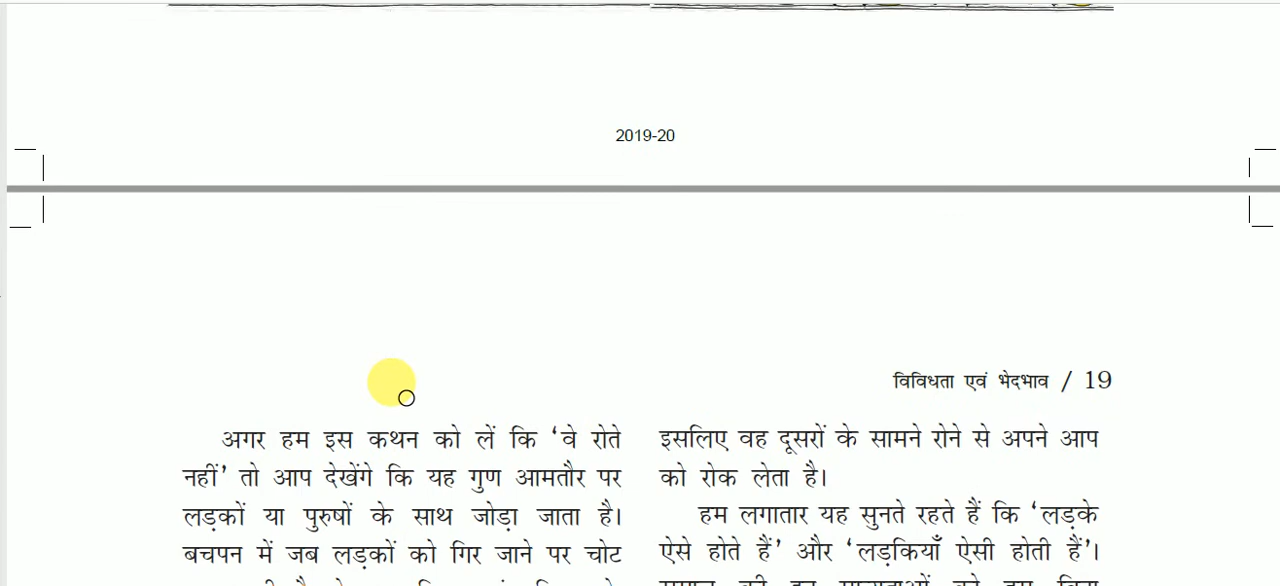 2019-20
विविधता एवं भेदभाव / 19
अगर हम इस कथन को लें कि ‘वे रोते
नहीं’ तो आप देखेंगे कि यह गुण आमतौर पर
लड़कों या पुरुषों के साथ जोड़ा जाता है।
बचपन में जब लड़कों को गिर जाने पर चोट
इसलिए वह दूसरों के सामने रोने से अपने आप
को रोक लेता है।
हम लगातार यह सुनते रहते हैं कि ‘लड़के
ऐसे होते हैं’ और ‘लड़कियाँ ऐसी होती हैं’।